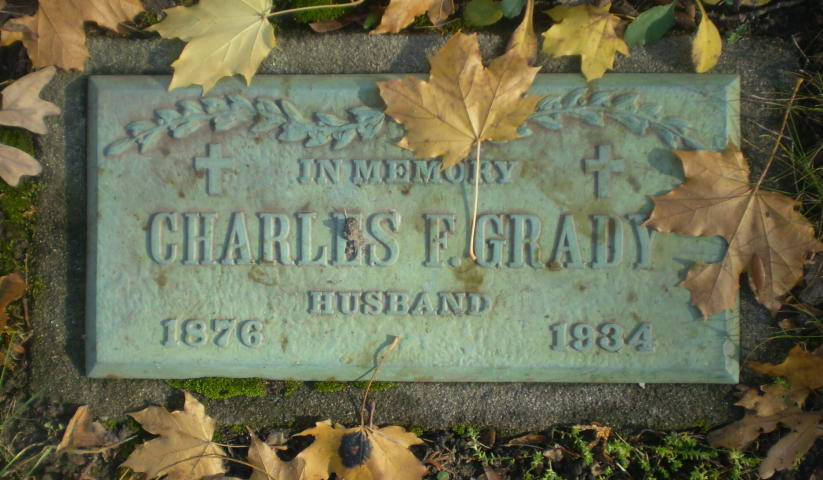 IN MEMORY
CHARLES F. GRADY
HUSBAND
1876 1934